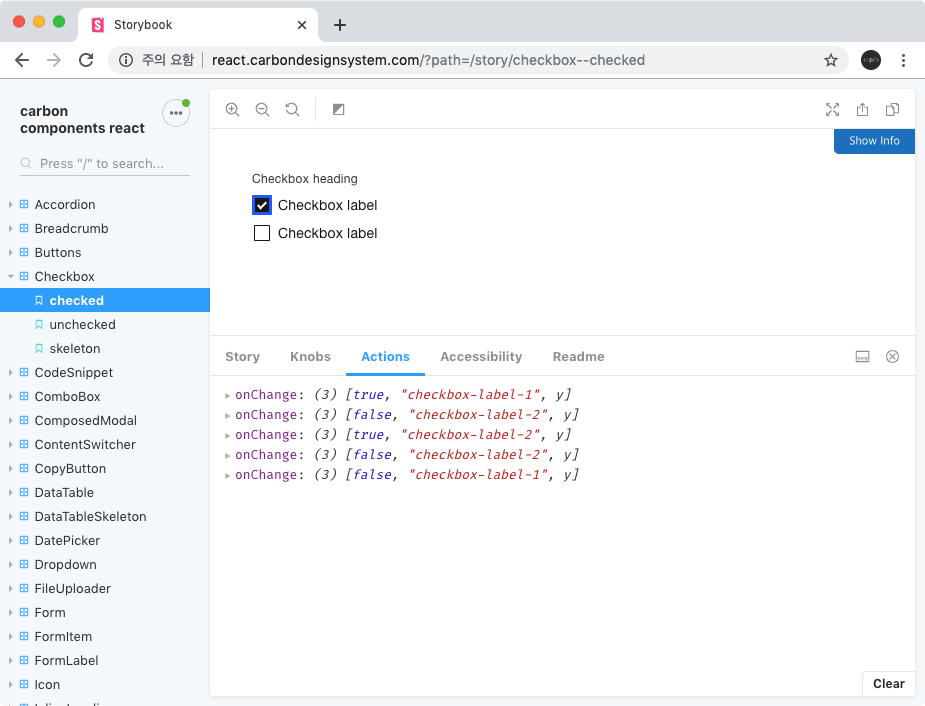 Storybook
주의 요함
react.carbondesignsystem.com/?path=/story/checkbox--checked
carbon
components react
Press "/" to search...
Accordion
Breadcrumb
Buttons
Checkbox
checked
unchecked
skeleton
CodeSnippet
ComboBox
ComposedModal
ContentSwitcher
CopyButton
DataTable
DataTableSkeleton
DatePicker
Dropdown
FileUploader
Form
FormItem
FormLabel
Icon
Show Info
Checkbox heading
Checkbox label
Checkbox label
Story Knobs Actions Accessibility Readme
onChange: (3) [true, "checkbox-label-1", y]
onChange: (3) [false, "checkbox-label-2", y]
onChange: (3) [true, "checkbox-label-2", y]
onChange: (3) [false, "checkbox-label-2", y]
onChange: (3) [false, "checkbox-label-1", y]
Clear